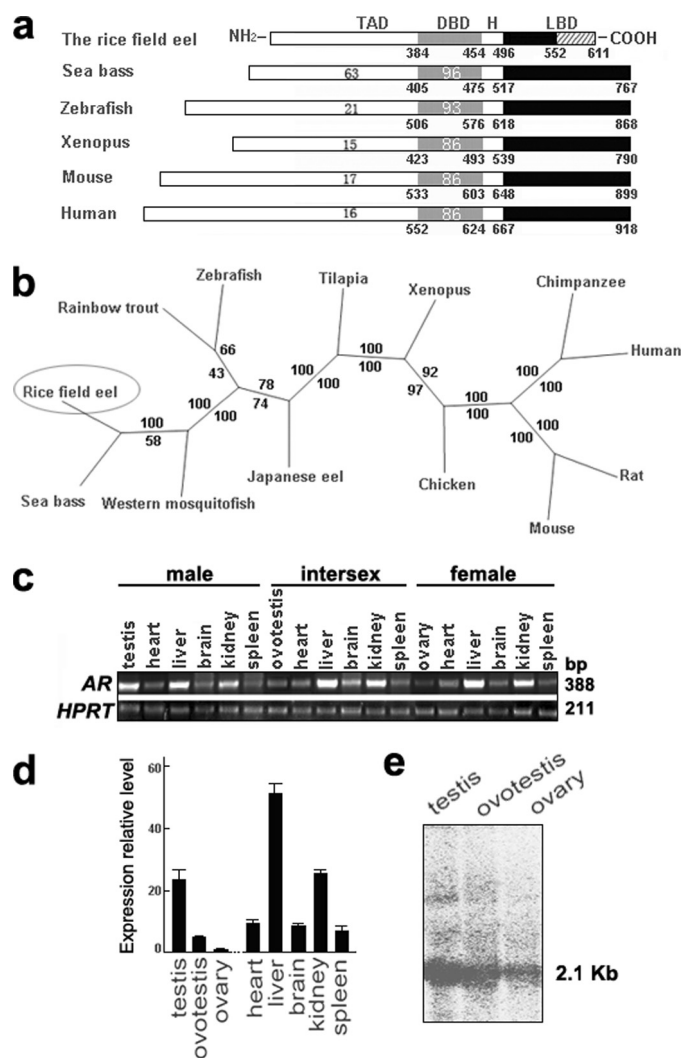 a
TAD DBD H LBD
The rice field eel NH₂ COOH
384 454 496 552 611
Sea bass 63 96
405 475 517 767
Zebrafish 21 93
506 576 618 868
Xenopus 15 86
423 493 539 790
Mouse 17 86
533 603 648 899
Human 16 86
552 624 667 918
b
Zebrafish Tilapia Xenopus Chimpanzee
Rainbow trout
66 100 100 92 Human
43 78 100 100 97 100 100
Rice field eel 100 74 100 100
100 100 100 100
58 Japanese eel Chicken Rat
Sea bass Western mosquitofish Mouse
c
male intersex female
testis heart liver brain kidney spleen ovotestis heart liver brain kidney spleen ovary heart liver brain kidney spleen bp
AR 388
HPRT 211
d
Expression relative level
60
40
20
0
testis ovotestis ovary heart liver brain kidney spleen
e
testis ovotestis ovary
2.1 Kb